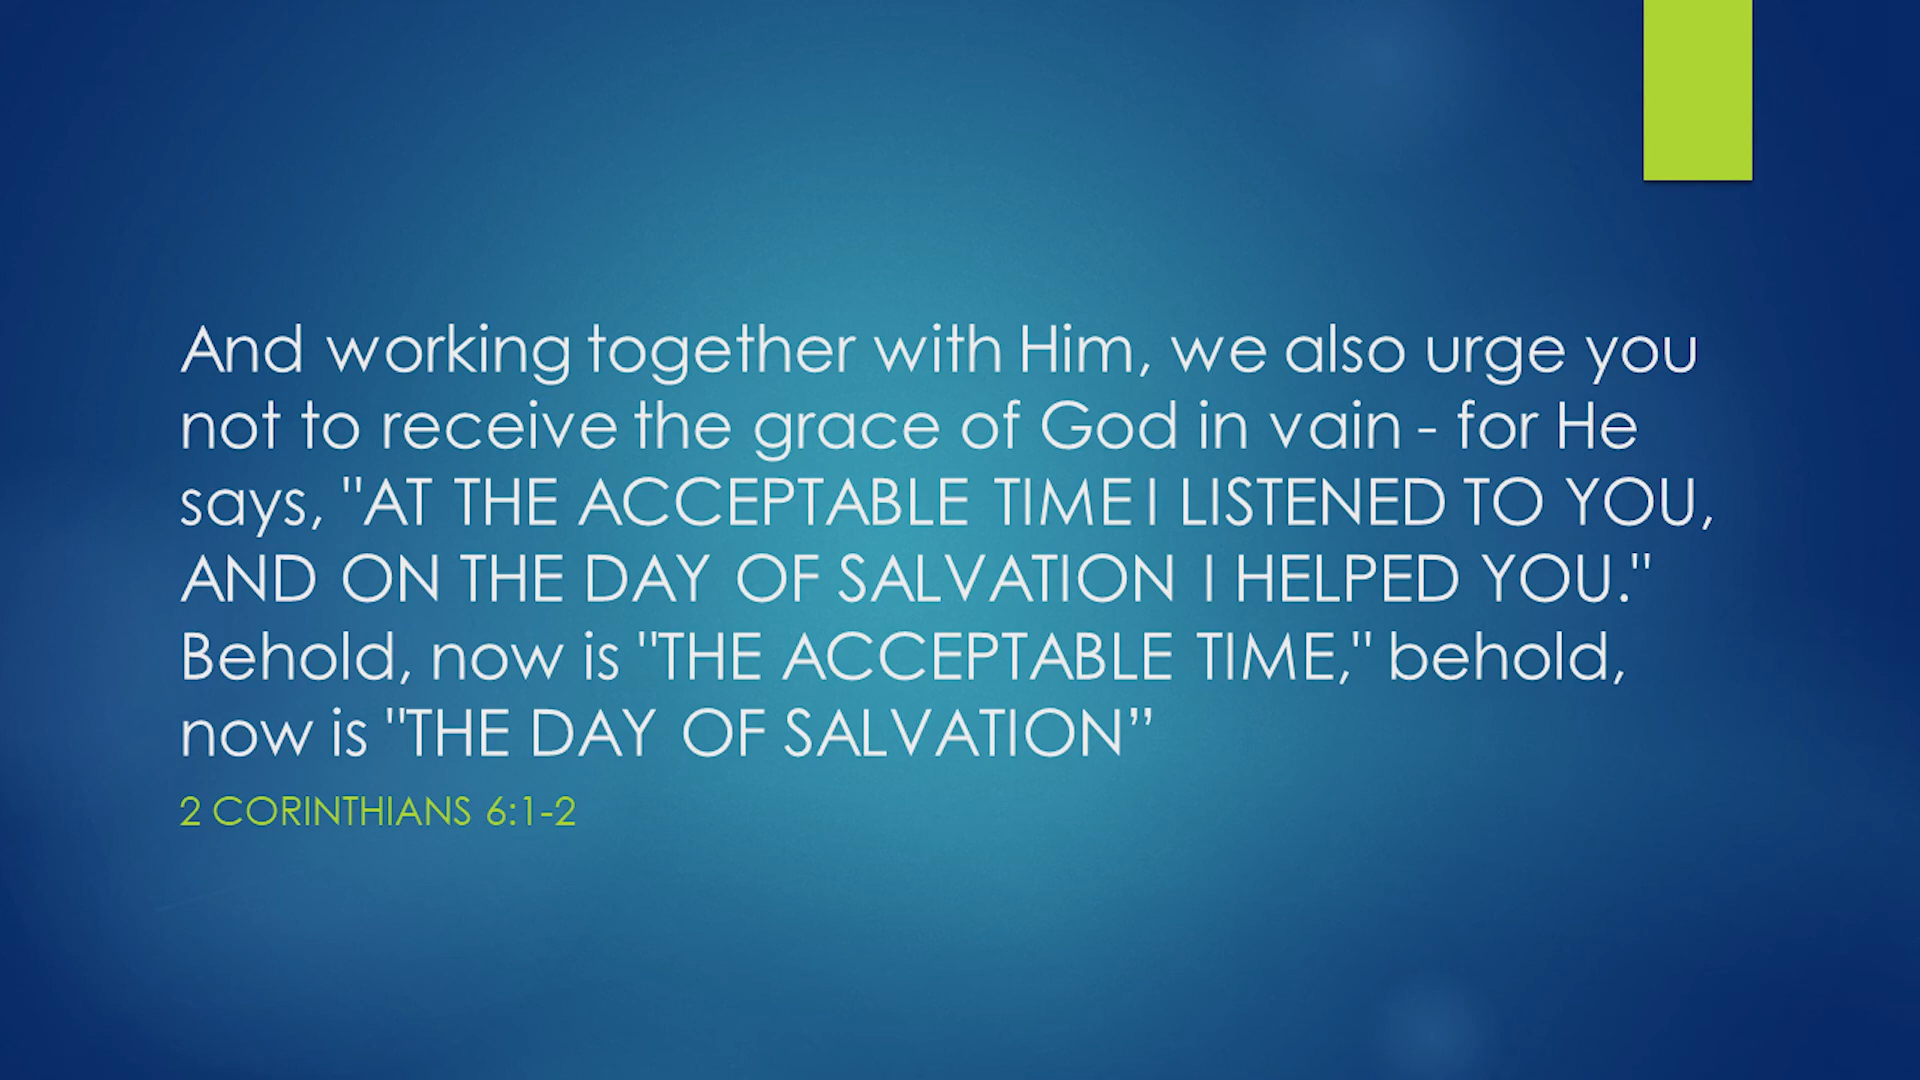 And working together with Him, we also urge you
not to receive the grace of God in vain - for He
says, "AT THE ACCEPTABLE TIME I LISTENED TO YOU,
AND ON THE DAY OF SALVATION I HELPED YOU."
Behold, now is "THE ACCEPTABLE TIME," behold,
now is "THE DAY OF SALVATION”
2 CORINTHIANS 6:1-2